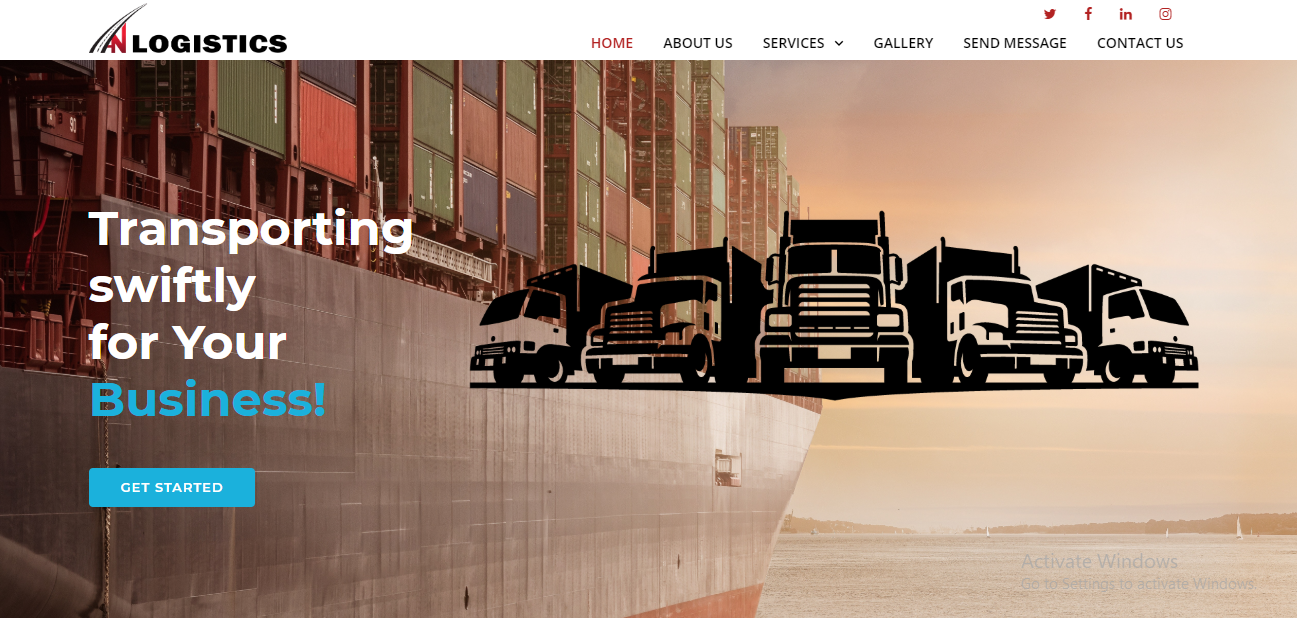 AN LOGISTICS
HOME ABOUT US SERVICES GALLERY SEND MESSAGE CONTACT US
90
Transporting
swiftly
for Your
Business!
GET STARTED
Activate Windows
Go to Settings to activate Windows.